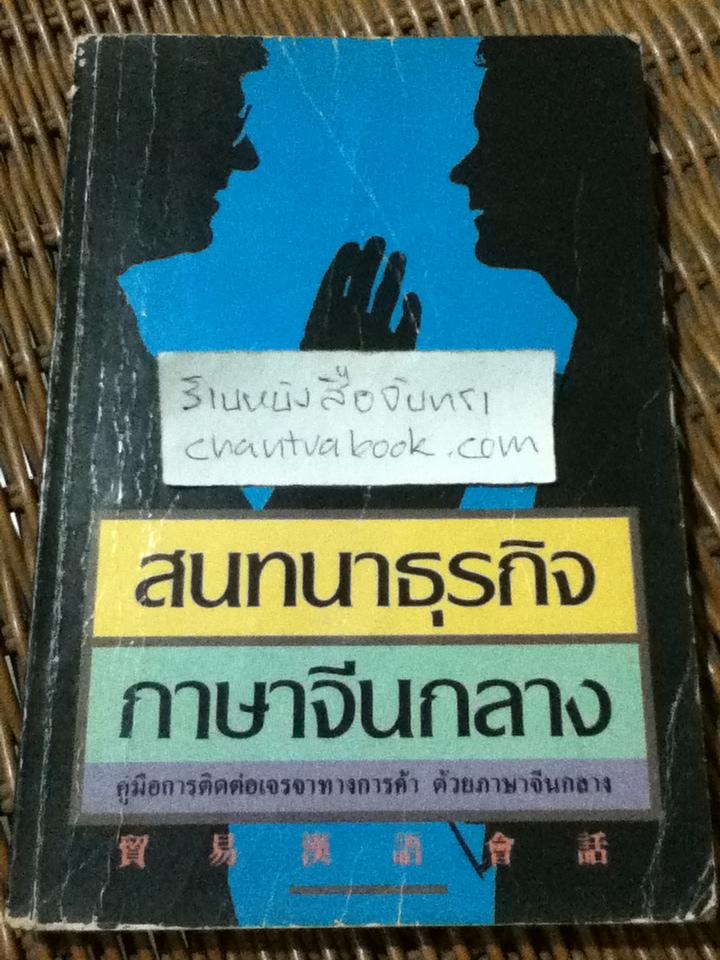 ร้านหนังสือจันทรา
chantrabook.com
สนทนาธุรกิจ
ภาษาจีนกลาง
คู่มือการติดต่อเจรจาทางการค้า ด้วยภาษาจีนกลาง
貿易漢語會話